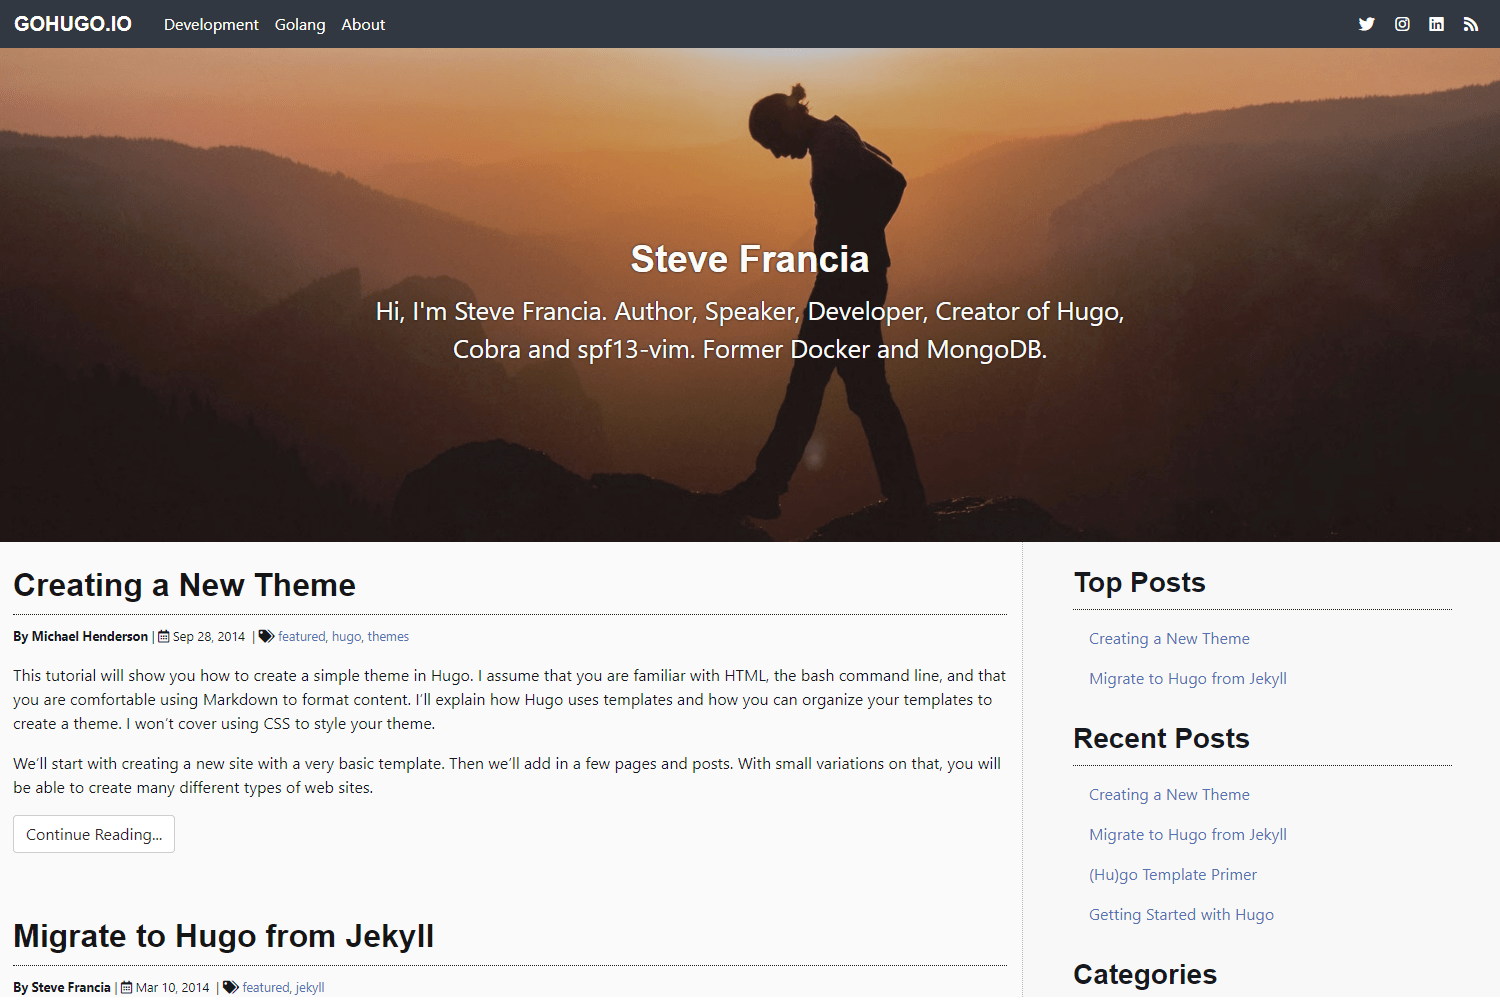 GOHUGO.IO Development Golang About
Steve Francia
Hi, I'm Steve Francia. Author, Speaker, Developer, Creator of Hugo,
Cobra and spf13-vim. Former Docker and MongoDB.
Creating a New Theme
By Michael Henderson | Sep 28, 2014 | featured, hugo, themes
This tutorial will show you how to create a simple theme in Hugo. I assume that you are familiar with HTML, the bash command line, and that
you are comfortable using Markdown to format content. I’ll explain how Hugo uses templates and how you can organize your templates to
create a theme. I won’t cover using CSS to style your theme.
We’ll start with creating a new site with a very basic template. Then we’ll add in a few pages and posts. With small variations on that, you will
be able to create many different types of web sites.
Continue Reading...
Migrate to Hugo from Jekyll
By Steve Francia | Mar 10, 2014 | featured, jekyll
Top Posts
Creating a New Theme
Migrate to Hugo from Jekyll
Recent Posts
Creating a New Theme
Migrate to Hugo from Jekyll
(Hu)go Template Primer
Getting Started with Hugo
Categories